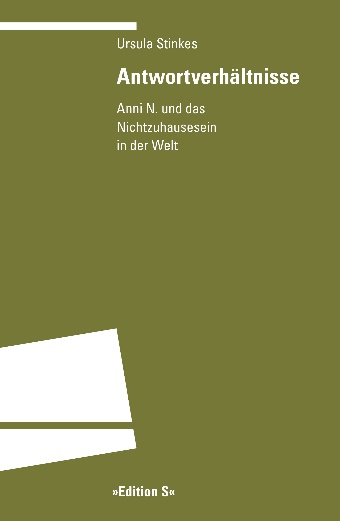 Ursula Stinkes
Antwortverhältnisse
Anni N. und das
Nichtzuhausesein
in der Welt
»Edition S«